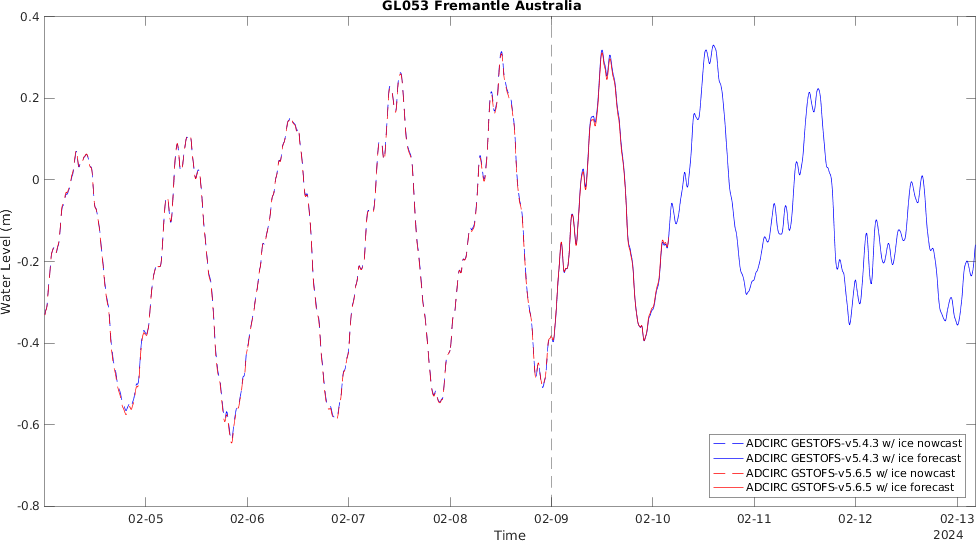 GL053 Fremantle Australia
0.4
0.2
0
-0.2
-0.4
-0.6
-0.8
Water Level (m)
ADCIRC GESTOFS-v5.4.3 w/ ice nowcast
ADCIRC GESTOFS-v5.4.3 w/ ice forecast
ADCIRC GSTOFS-v5.6.5 w/ ice nowcast
ADCIRC GSTOFS-v5.6.5 w/ ice forecast
02-05 02-06 02-07 02-08 02-09 02-10 02-11 02-12 02-13
Time
2024